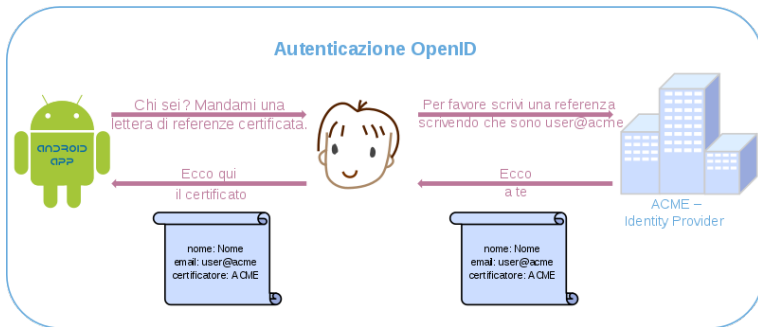 Autenticazione OpenID
Chi sei? Mandami una
lettera di referenze certificata.
Per favore scrivi una referenza
scrivendo che sono user@acme
ANDROID
APP
Ecco qui
il certificato
Ecco
a te
ACME –
Identity Provider
nome: Nome
email: user@acme
certificatore: ACME
nome: Nome
email: user@acme
certificatore: ACME